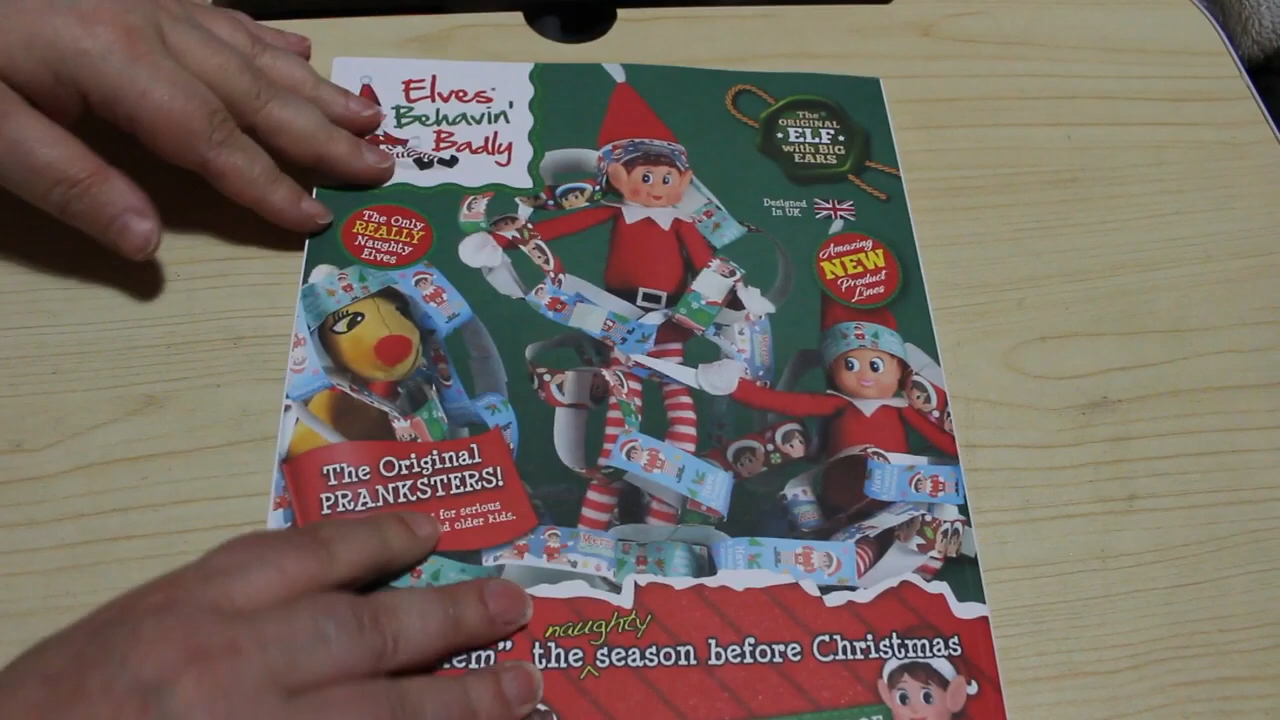 Elves
Behavin'
Badly
The
ORIGINAL
ELF
with BIG
EARS
Designed
In UK
The Only
REALLY
Naughty
Elves
Amazing
NEW
Product
Lines
The Original
PRANKSTERS!
for serious
older kids.
naughty
the season before Christmas